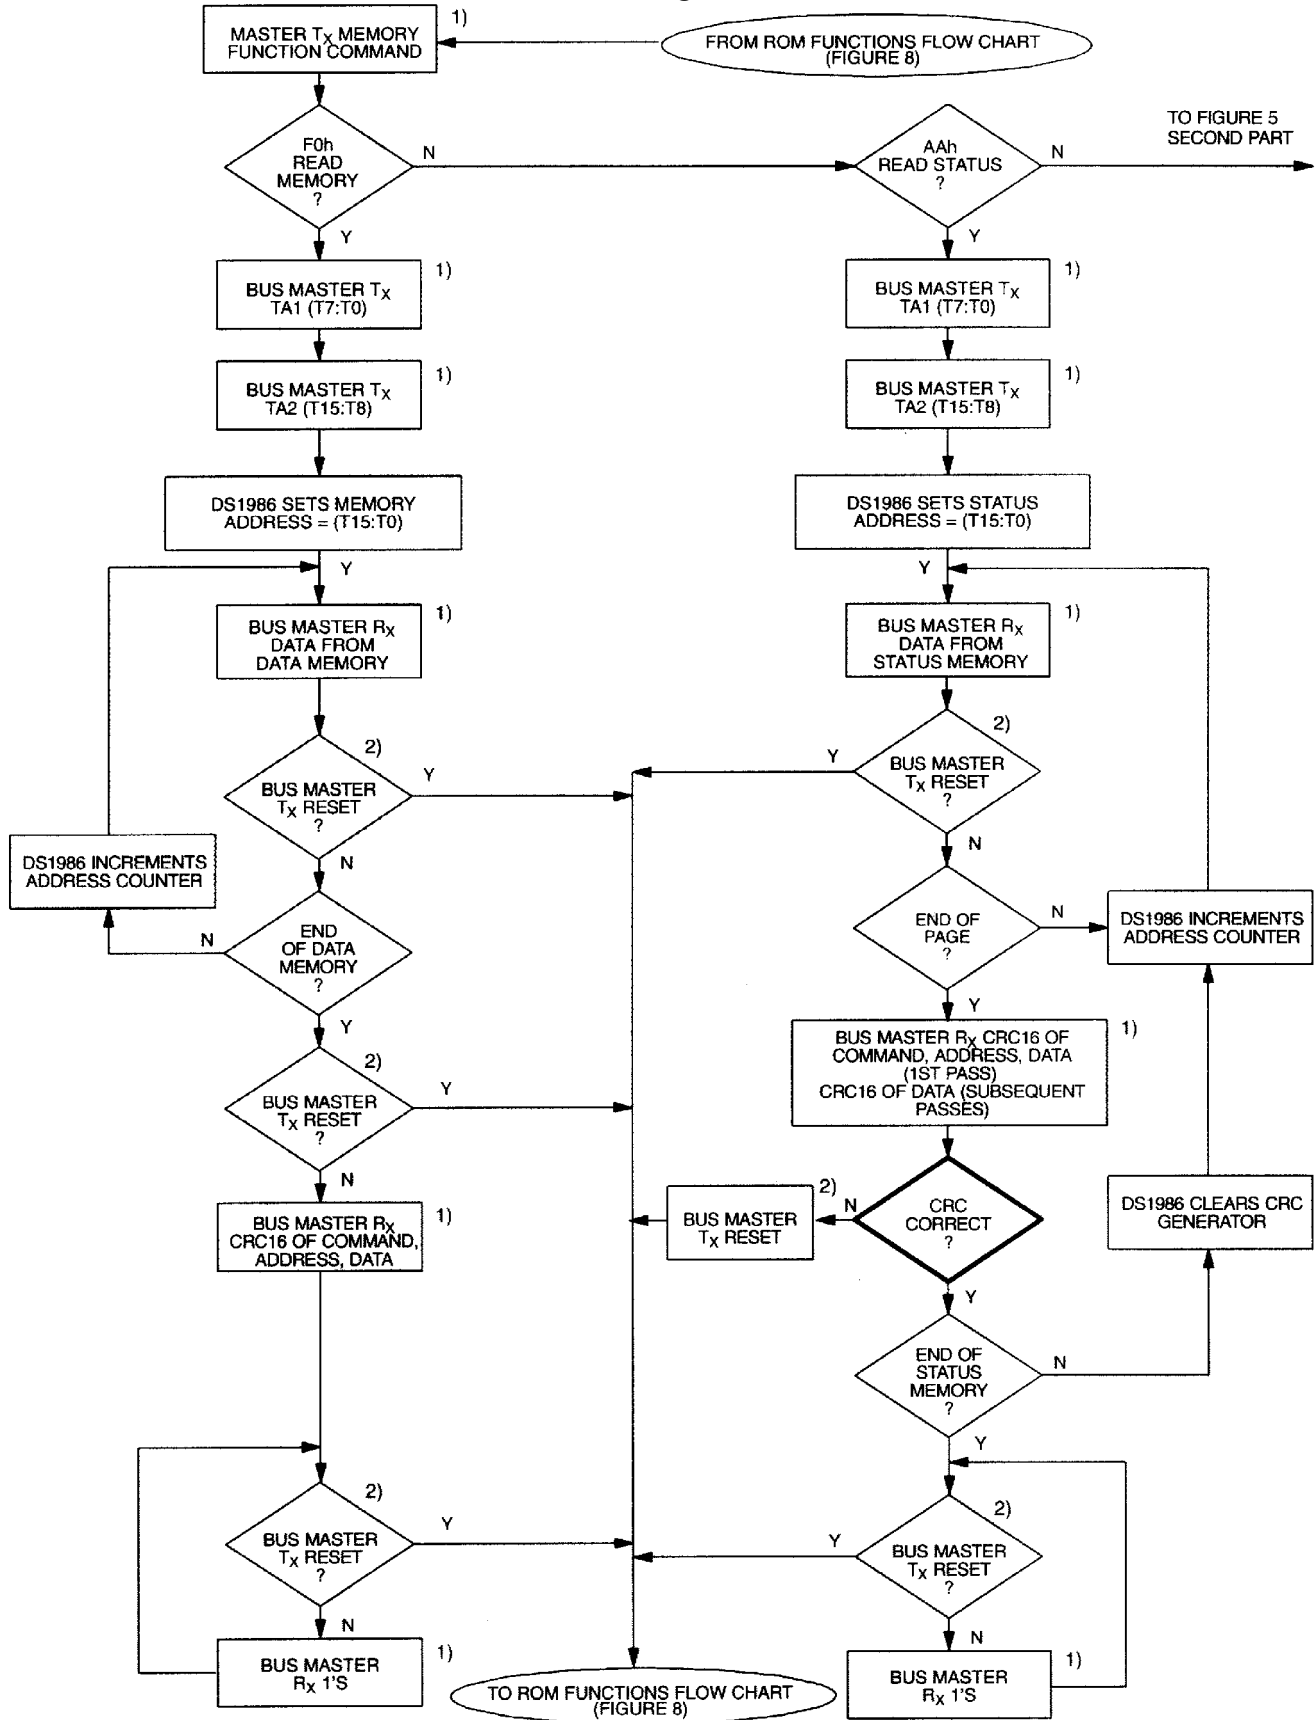 MASTER TX MEMORY
FUNCTION COMMAND
1)
FROM ROM FUNCTIONS FLOW CHART
(FIGURE 8)
F0h
READ
MEMORY
?
N
Y
AAh
READ STATUS
?
N
Y
TO FIGURE 5
SECOND PART
BUS MASTER TX
TA1 (T7:T0)
1)
BUS MASTER TX
TA1 (T7:T0)
1)
BUS MASTER TX
TA2 (T15:T8)
1)
BUS MASTER TX
TA2 (T15:T8)
1)
DS1986 SETS MEMORY
ADDRESS = (T15:T0)
Y
DS1986 SETS STATUS
ADDRESS = (T15:T0)
Y
BUS MASTER RX
DATA FROM
DATA MEMORY
1)
BUS MASTER RX
DATA FROM
STATUS MEMORY
1)
BUS MASTER
TX RESET
?
2)
Y
N
BUS MASTER
TX RESET
?
2)
Y
N
DS1986 INCREMENTS
ADDRESS COUNTER
END
OF DATA
MEMORY
?
N
Y
END OF
PAGE
?
N
Y
DS1986 INCREMENTS
ADDRESS COUNTER
BUS MASTER
TX RESET
?
2)
Y
N
BUS MASTER RX CRC16 OF
COMMAND, ADDRESS, DATA
(1ST PASS)
CRC16 OF DATA (SUBSEQUENT
PASSES)
1)
BUS MASTER RX
CRC16 OF COMMAND,
ADDRESS, DATA
1)
BUS MASTER
TX RESET
2)
N
CRC
CORRECT
?
Y
DS1986 CLEARS CRC
GENERATOR
END OF
STATUS
MEMORY
?
N
Y
BUS MASTER
TX RESET
?
2)
Y
N
BUS MASTER
TX RESET
?
2)
Y
N
BUS MASTER
RX 1'S
1)
TO ROM FUNCTIONS FLOW CHART
(FIGURE 8)
BUS MASTER
RX 1'S
1)